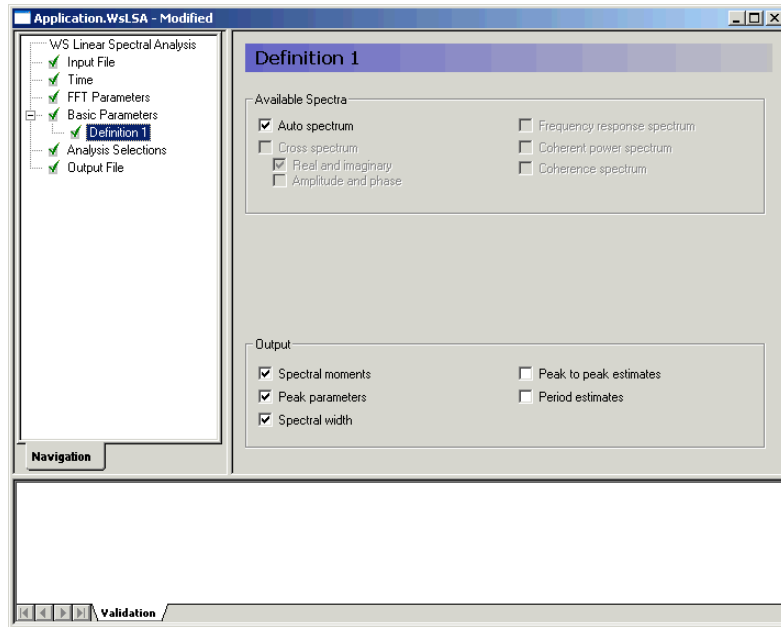 Application.WsLSA - Modified
WS Linear Spectral Analysis
Input File
Time
FFT Parameters
Basic Parameters
Definition 1
Analysis Selections
Output File
Navigation
Definition 1
Available Spectra
Auto spectrum
Cross spectrum
Real and imaginary
Amplitude and phase
Frequency response spectrum
Coherent power spectrum
Coherence spectrum
Output
Spectral moments
Peak parameters
Spectral width
Peak to peak estimates
Period estimates
Validation